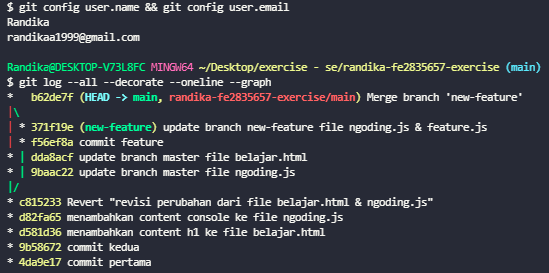 $ git config user.name && git config user.email
Randika
randikaa1999@gmail.com
Randika@DESKTOP-V73L8FC MINGW64 ~/Desktop/exercise - se/randika-fe2835657-exercise (main)
$ git log --all --decorate --oneline --graph
*   b62de7f (HEAD -> main, randika-fe2835657-exercise/main) Merge branch 'new-feature'
|\
| * 371f19e (new-feature) update branch new-feature file ngoding.js & feature.js
| * f56ef8a commit feature
* | dda8acf update branch master file belajar.html
* | 9baac22 update branch master file ngoding.js
|/
* c815233 Revert "revisi perubahan dari file belajar.html & ngoding.js"
* d82fa65 menambahkan content console ke file ngoding.js
* d581d36 menambahkan content h1 ke file belajar.html
* 9b58672 commit kedua
* 4da9e17 commit pertama